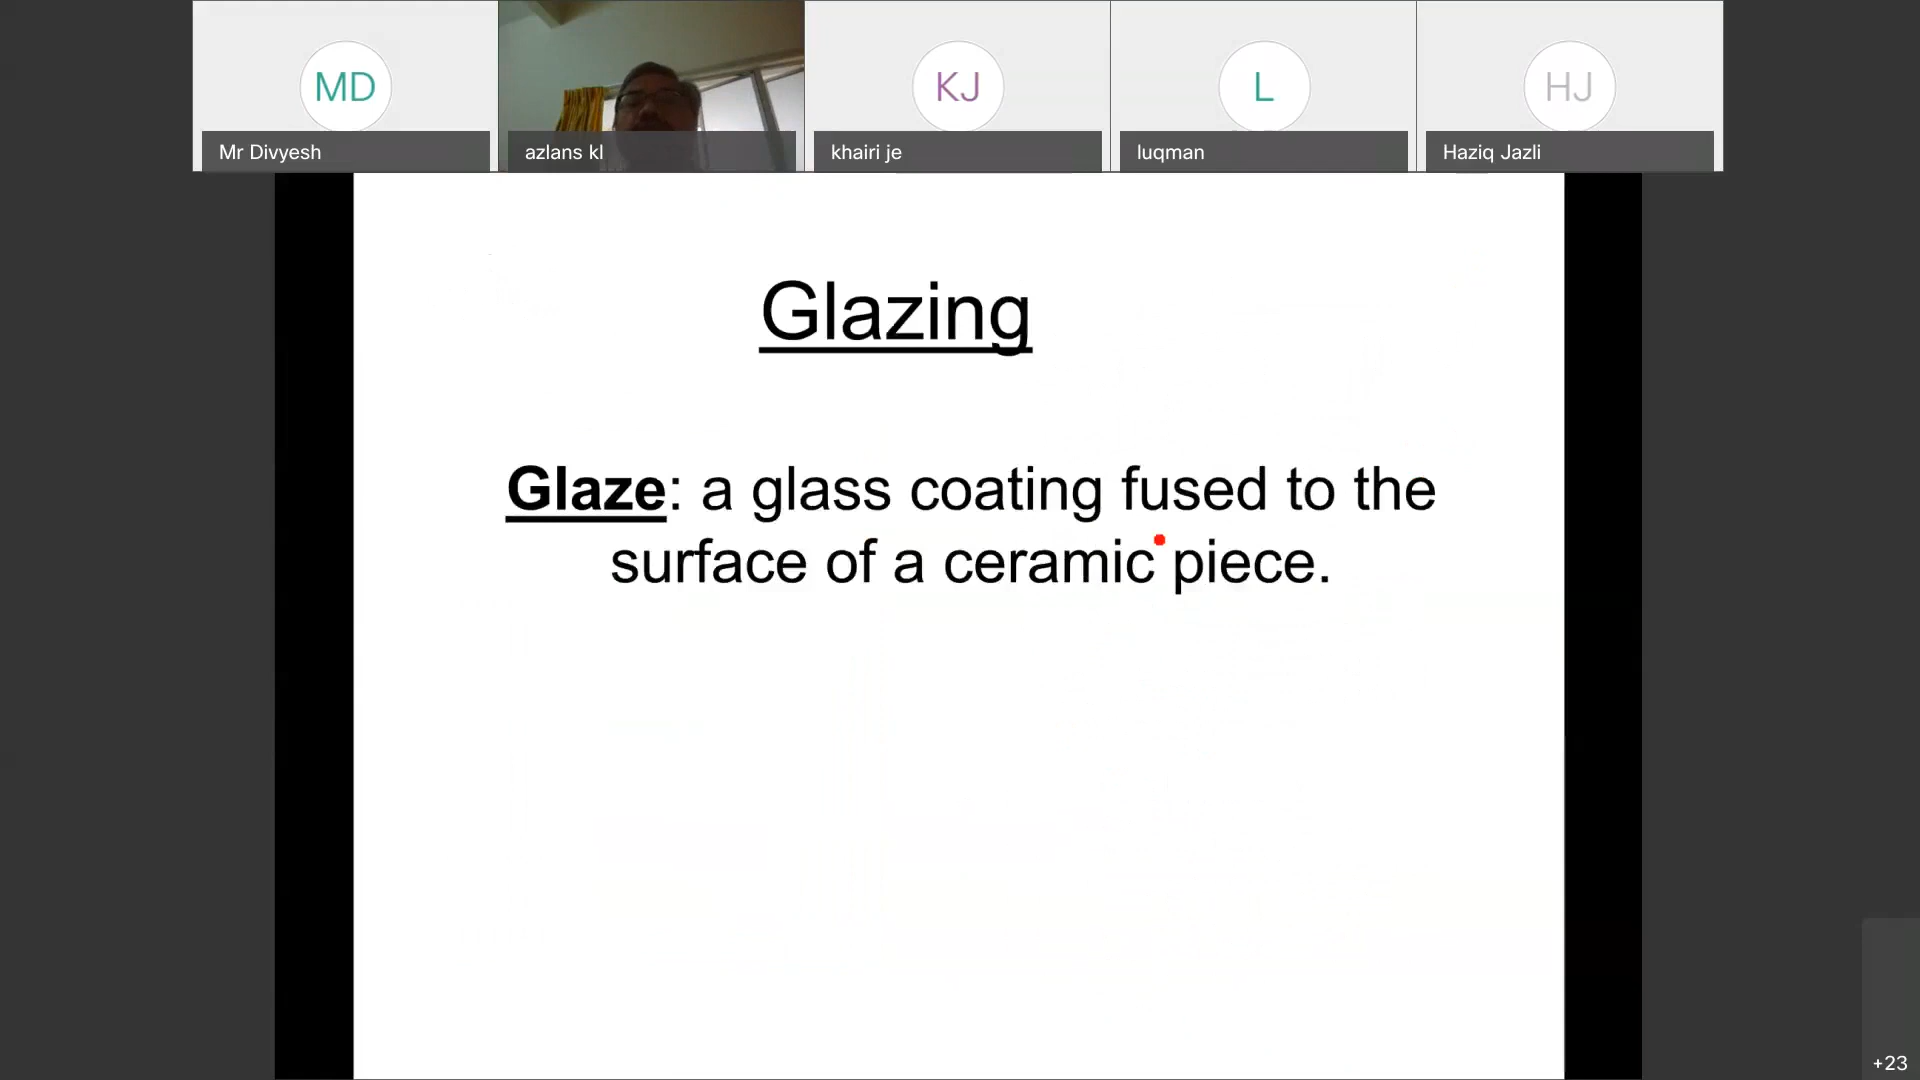 MD
KJ
L
HJ
Mr Divyesh
azlans kl
khairi je
luqman
Haziq Jazli
Glazing
Glaze: a glass coating fused to the
surface of a ceramic piece.
+23